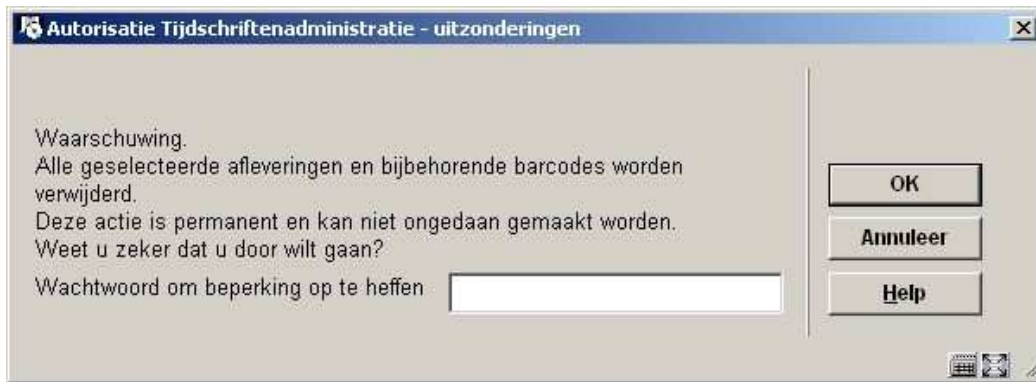 Autorisatie Tijdschriftenadministratie - uitzonderingen
Waarschuwing.
Alle geselecteerde afleveringen en bijbehorende barcodes worden
verwijderd.
Deze actie is permanent en kan niet ongedaan gemaakt worden.
Weet u zeker dat u door wilt gaan?
Wachtwoord om beperking op te heffen
OK
Annuleer
Help